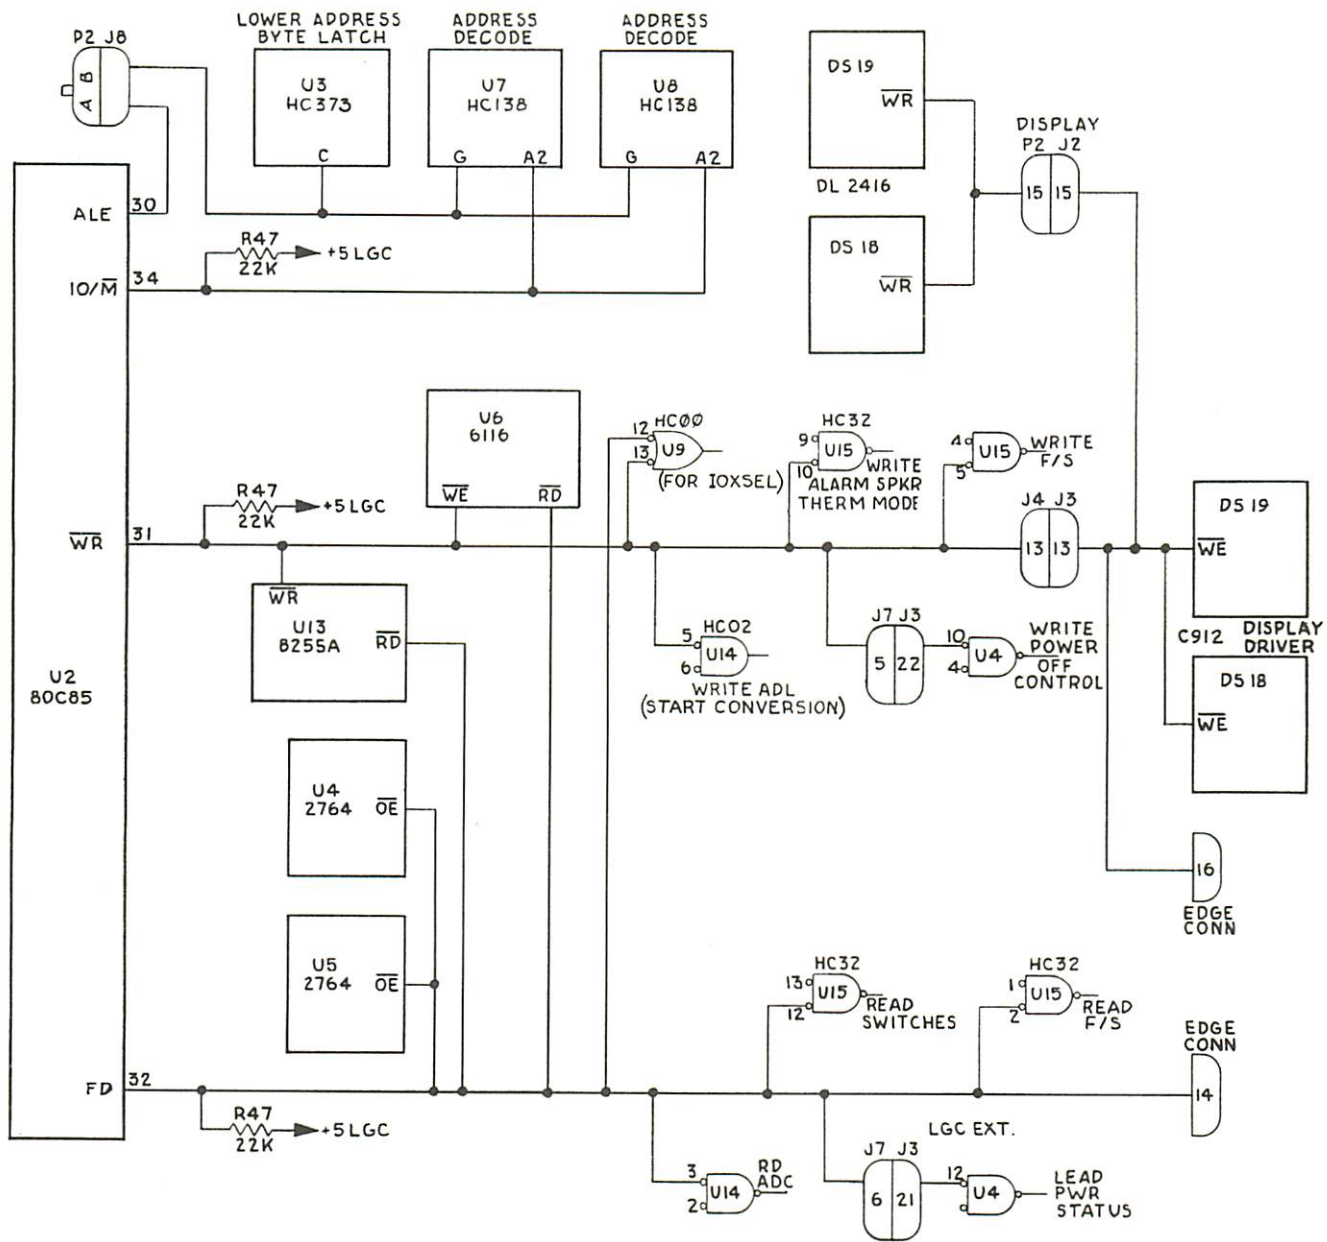 P2 J8
B
A
LOWER ADDRESS
BYTE LATCH
U3
HC373
C
ADDRESS
DECODE
U7
HC138
G A2
ADDRESS
DECODE
U8
HC138
G A2
DS 19
WR
DL 2416
DS 18
WR
DISPLAY
P2 J2
15 15
ALE 30
R47
22K
+5 LGC
IO/M 34
U2
80C85
U6
6116
WE RD
HC00
12
13
U9
(FOR IOXSEL)
HC32
9
10
U15
WRITE
ALARM SPKR
THERM MODE
4
5
U15
WRITE
F/S
J4 J3
13 13
DS 19
WE
C912 DISPLAY
DRIVER
DS 18
WE
R47
22K
+5 LGC
WR 31
WR
U13
8255A
RD
HC02
5
6
U14
WRITE ADL
(START CONVERSION)
J7 J3
5 22
10
4
U4
WRITE
POWER
OFF
CONTROL
U4
2764
OE
U5
2764
OE
16
EDGE
CONN
HC32
13
12
U15
READ
SWITCHES
HC32
1
2
U15
READ
F/S
EDGE
CONN
14
FD 32
R47
22K
+5 LGC
3
2
U14
RD
ADC
LGC EXT.
J7 J3
6 21
12
U4
LEAD
PWR
STATUS